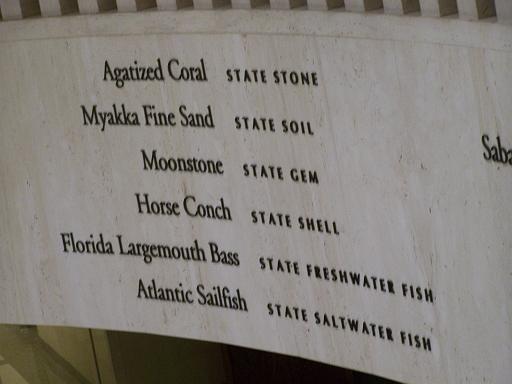 Agatized Coral STATE STONE
Myakka Fine Sand STATE SOIL
Moonstone STATE GEM
Horse Conch STATE SHELL
Florida Largemouth Bass STATE FRESHWATER FISH
Atlantic Sailfish STATE SALTWATER FISH